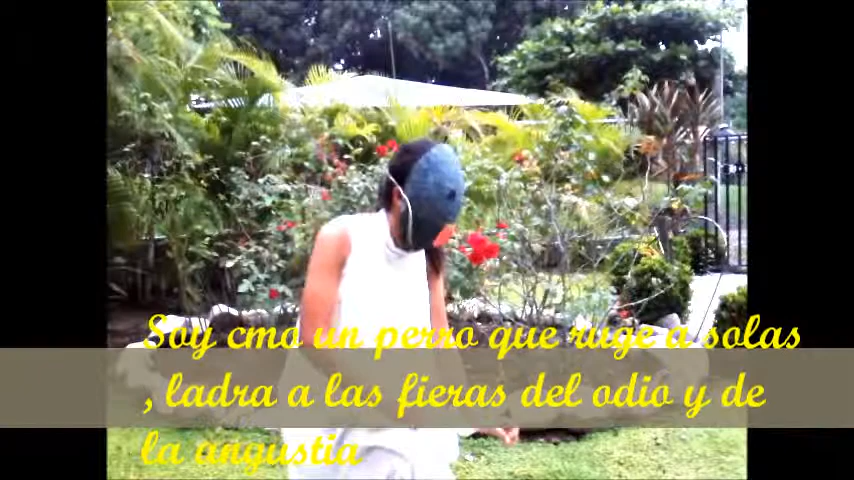 Soy cmo un perro que ruge a solas
, ladra a las fieras del odio y de
la angustia